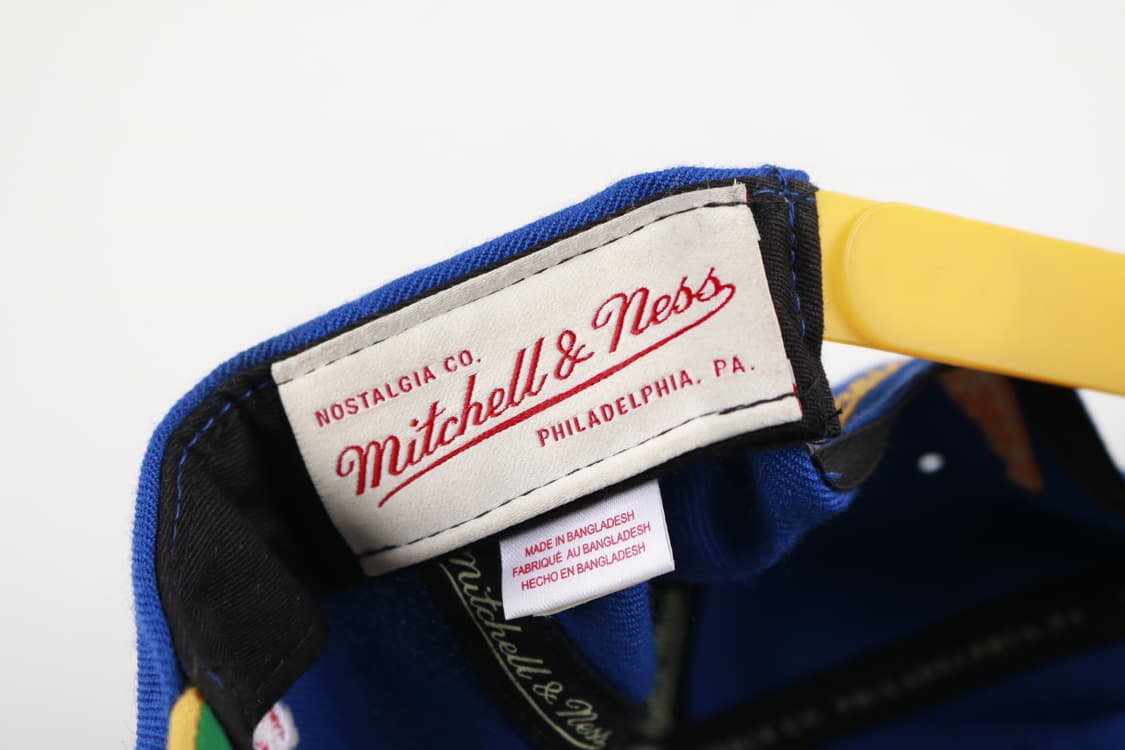 NOSTALGIA CO.
Mitchell & Ness
PHILADELPHIA, PA.
MADE IN BANGLADESH
FABRIQUÉ AU BANGLADESH
HECHO EN BANGLADESH
Mitchell & Ness